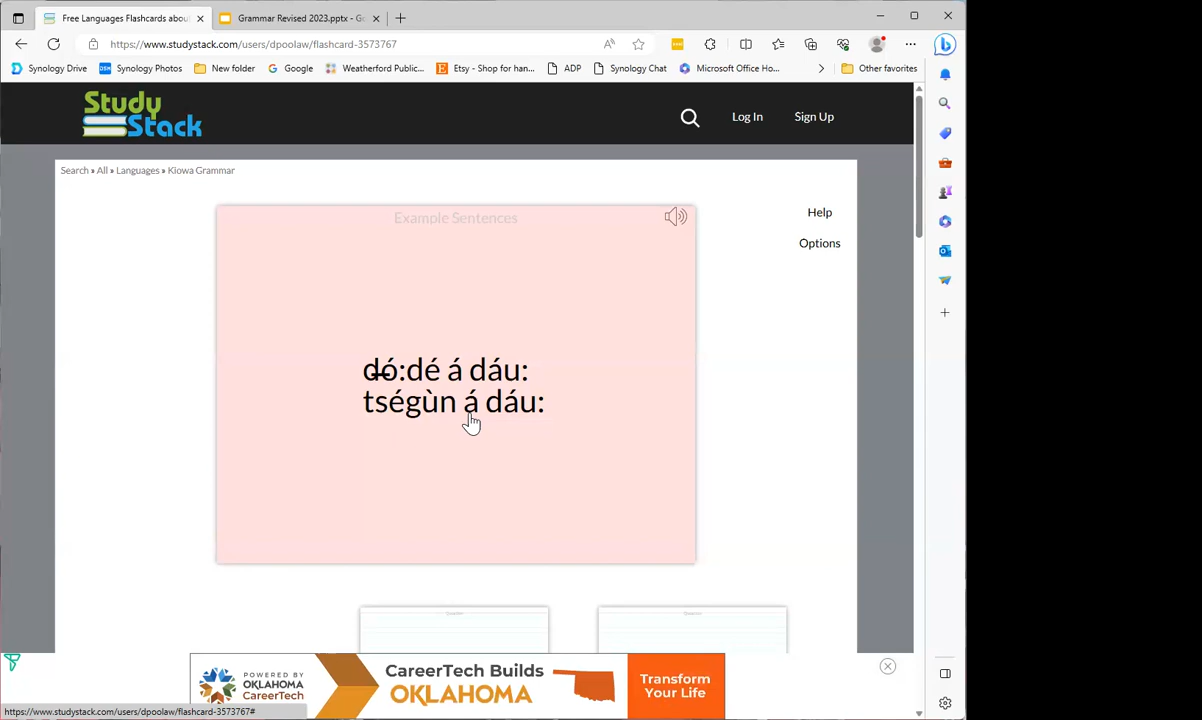 Free Languages Flashcards abou
Grammar Revised 2023.pptx - Go
https://www.studystack.com/users/dpoolaw/flashcard-3573767
Synology Drive
DSM
Synology Photos
New folder
Google
Weatherford Public...
Etsy - Shop for han...
ADP
Synology Chat
Microsoft Office Ho...
Other favorites
Study
Stack
Log In
Sign Up
Search » All » Languages » Kiowa Grammar
Help
Options
Example Sentences
dó:dé á dáu:
tségùn á dáu:
POWERED BY
OKLAHOMA
CareerTech
CareerTech Builds
OKLAHOMA
Transform
Your Life
https://www.studystack.com/users/dpoolaw/flashcard-3573767#